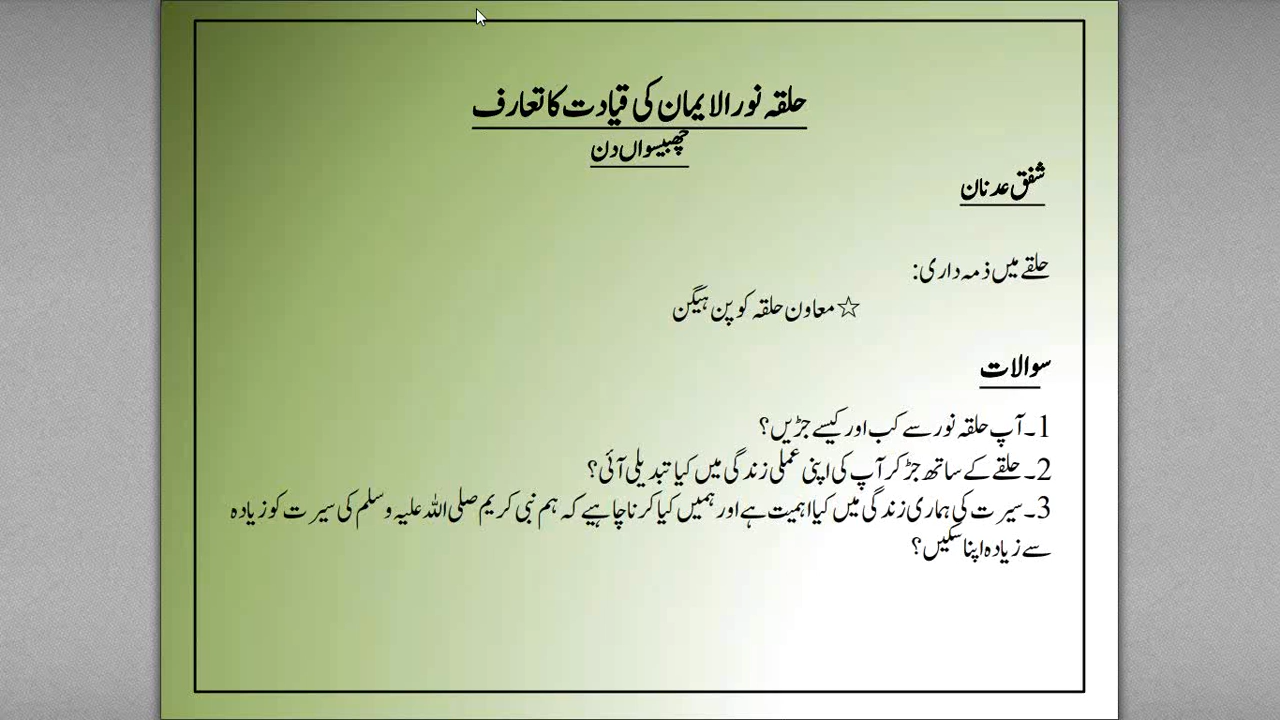 حلقہ نور الایمان کی قیادت کا تعارف
چھبیسواں دن
شفق عدنان
حلقے میں ذمہ داری:
☆ معاون حلقہ کوپن ہیگن
سوالات
1۔ آپ حلقہ نور سے کب اور کیسے جڑیں؟
2۔ حلقے کے ساتھ جڑ کر آپ کی اپنی عملی زندگی میں کیا تبدیلی آئی؟
3۔ سیرت کی ہماری زندگی میں کیا اہمیت ہے اور ہمیں کیا کرنا چاہیے کہ ہم نبی کریم صلی اللہ علیہ وسلم کی سیرت کو زیادہ
سے زیادہ اپنا سکیں؟